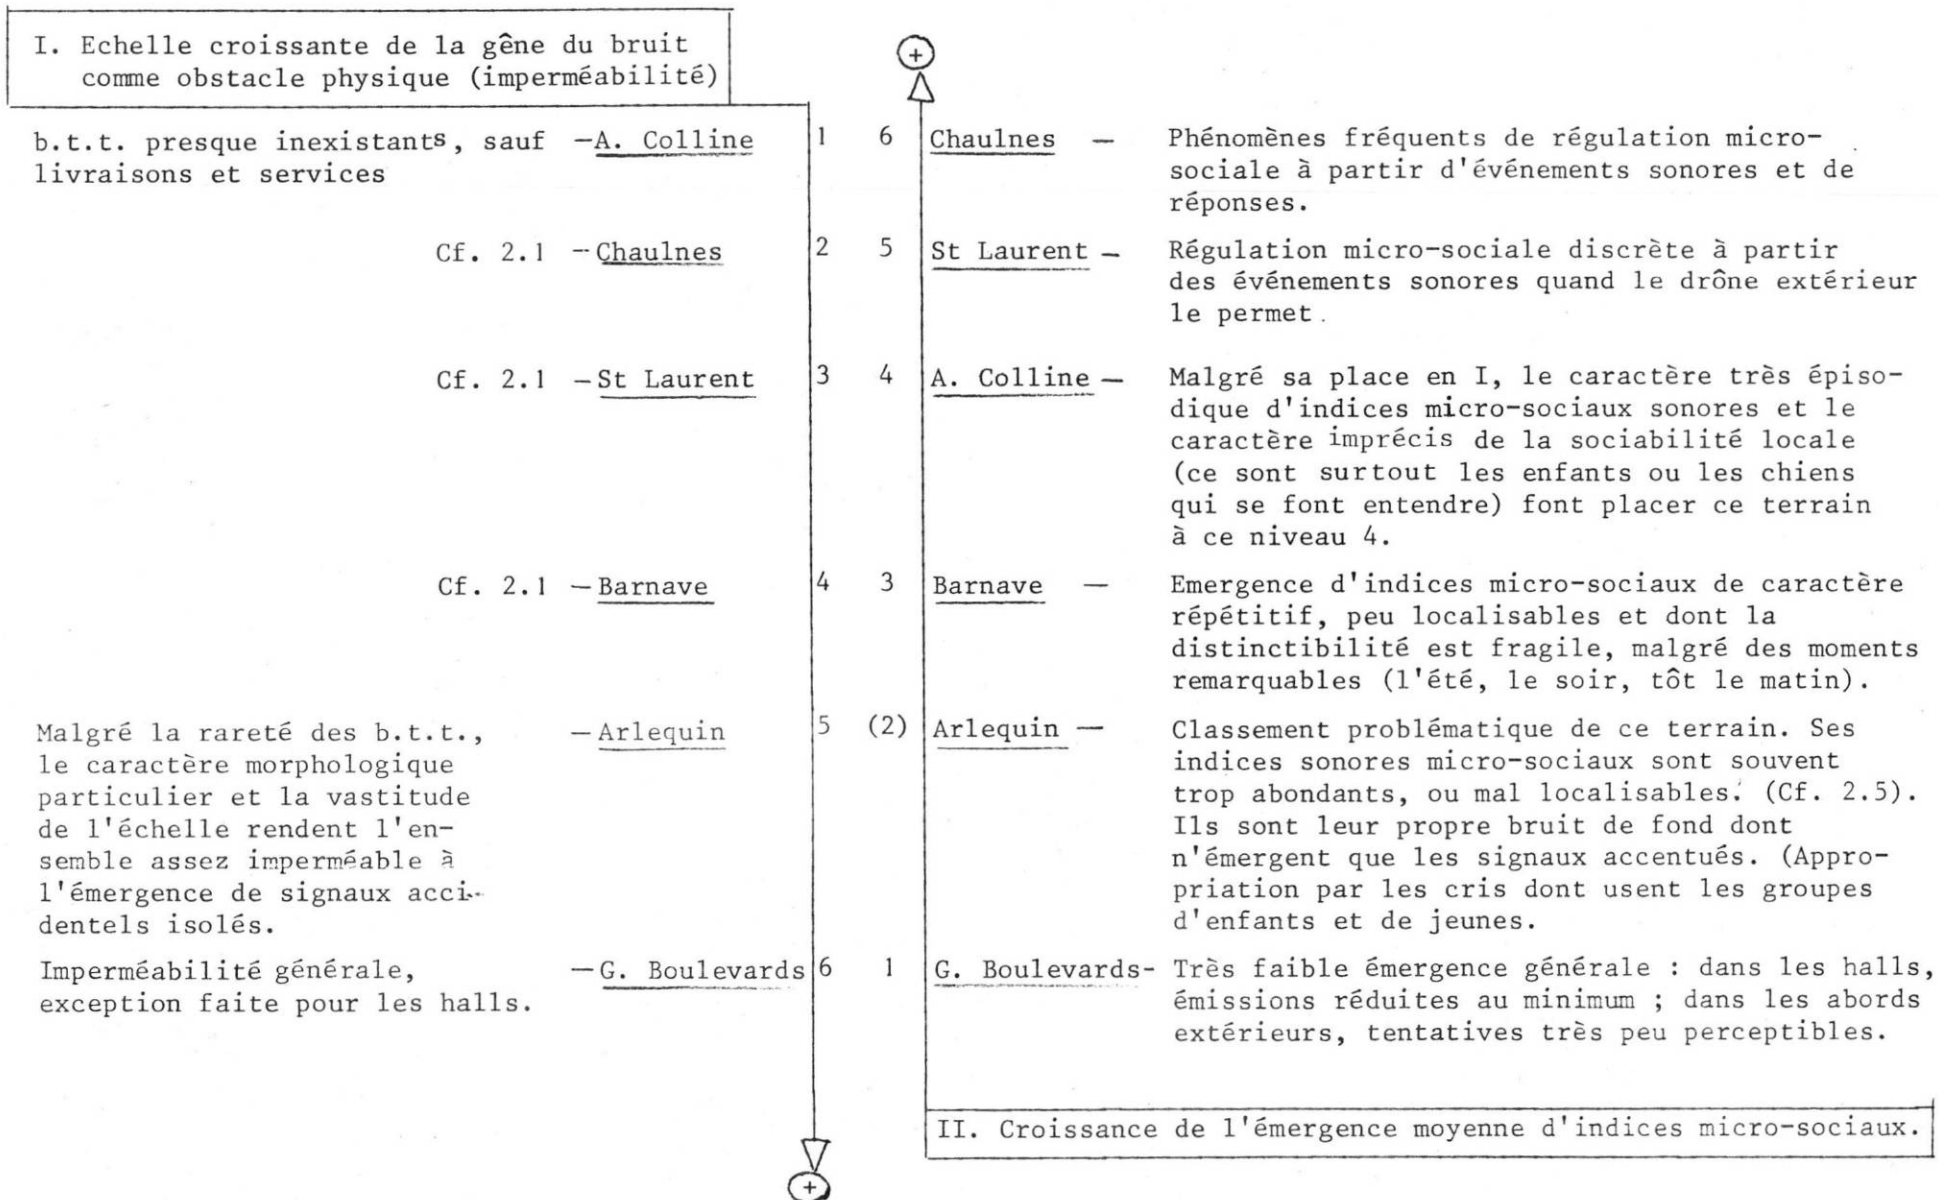 I. Echelle croissante de la gêne du bruit
comme obstacle physique (imperméabilité)
+
b.t.t. presque inexistants, sauf —A. Colline 1
livraisons et services
6 Chaulnes — Phénomènes fréquents de régulation micro-
sociale à partir d'événements sonores et de
réponses.
Cf. 2.1 —Chaulnes 2
5 St Laurent — Régulation micro-sociale discrète à partir
des événements sonores quand le drône extérieur
le permet.
Cf. 2.1 —St Laurent 3
4 A. Colline — Malgré sa place en I, le caractère très épiso-
dique d'indices micro-sociaux sonores et le
caractère imprécis de la sociabilité locale
(ce sont surtout les enfants ou les chiens
qui se font entendre) font placer ce terrain
à ce niveau 4.
Cf. 2.1 —Barnave 4
3 Barnave — Emergence d'indices micro-sociaux de caractère
répétitif, peu localisables et dont la
distinctibilité est fragile, malgré des moments
remarquables (l'été, le soir, tôt le matin).
Malgré la rareté des b.t.t., —Arlequin 5
le caractère morphologique
particulier et la vastitude
de l'échelle rendent l'en-
semble assez imperméable à
l'émergence de signaux acci-
dentels isolés.
(2) Arlequin — Classement problématique de ce terrain. Ses
indices sonores micro-sociaux sont souvent
trop abondants, ou mal localisables. (Cf. 2.5).
Ils sont leur propre bruit de fond dont
n'émergent que les signaux accentués. (Appro-
priation par les cris dont usent les groupes
d'enfants et de jeunes.
Imperméabilité générale, —G. Boulevards 6
exception faite pour les halls.
1 G. Boulevards- Très faible émergence générale : dans les halls,
émissions réduites au minimum ; dans les abords
extérieurs, tentatives très peu perceptibles.
II. Croissance de l'émergence moyenne d'indices micro-sociaux.
+